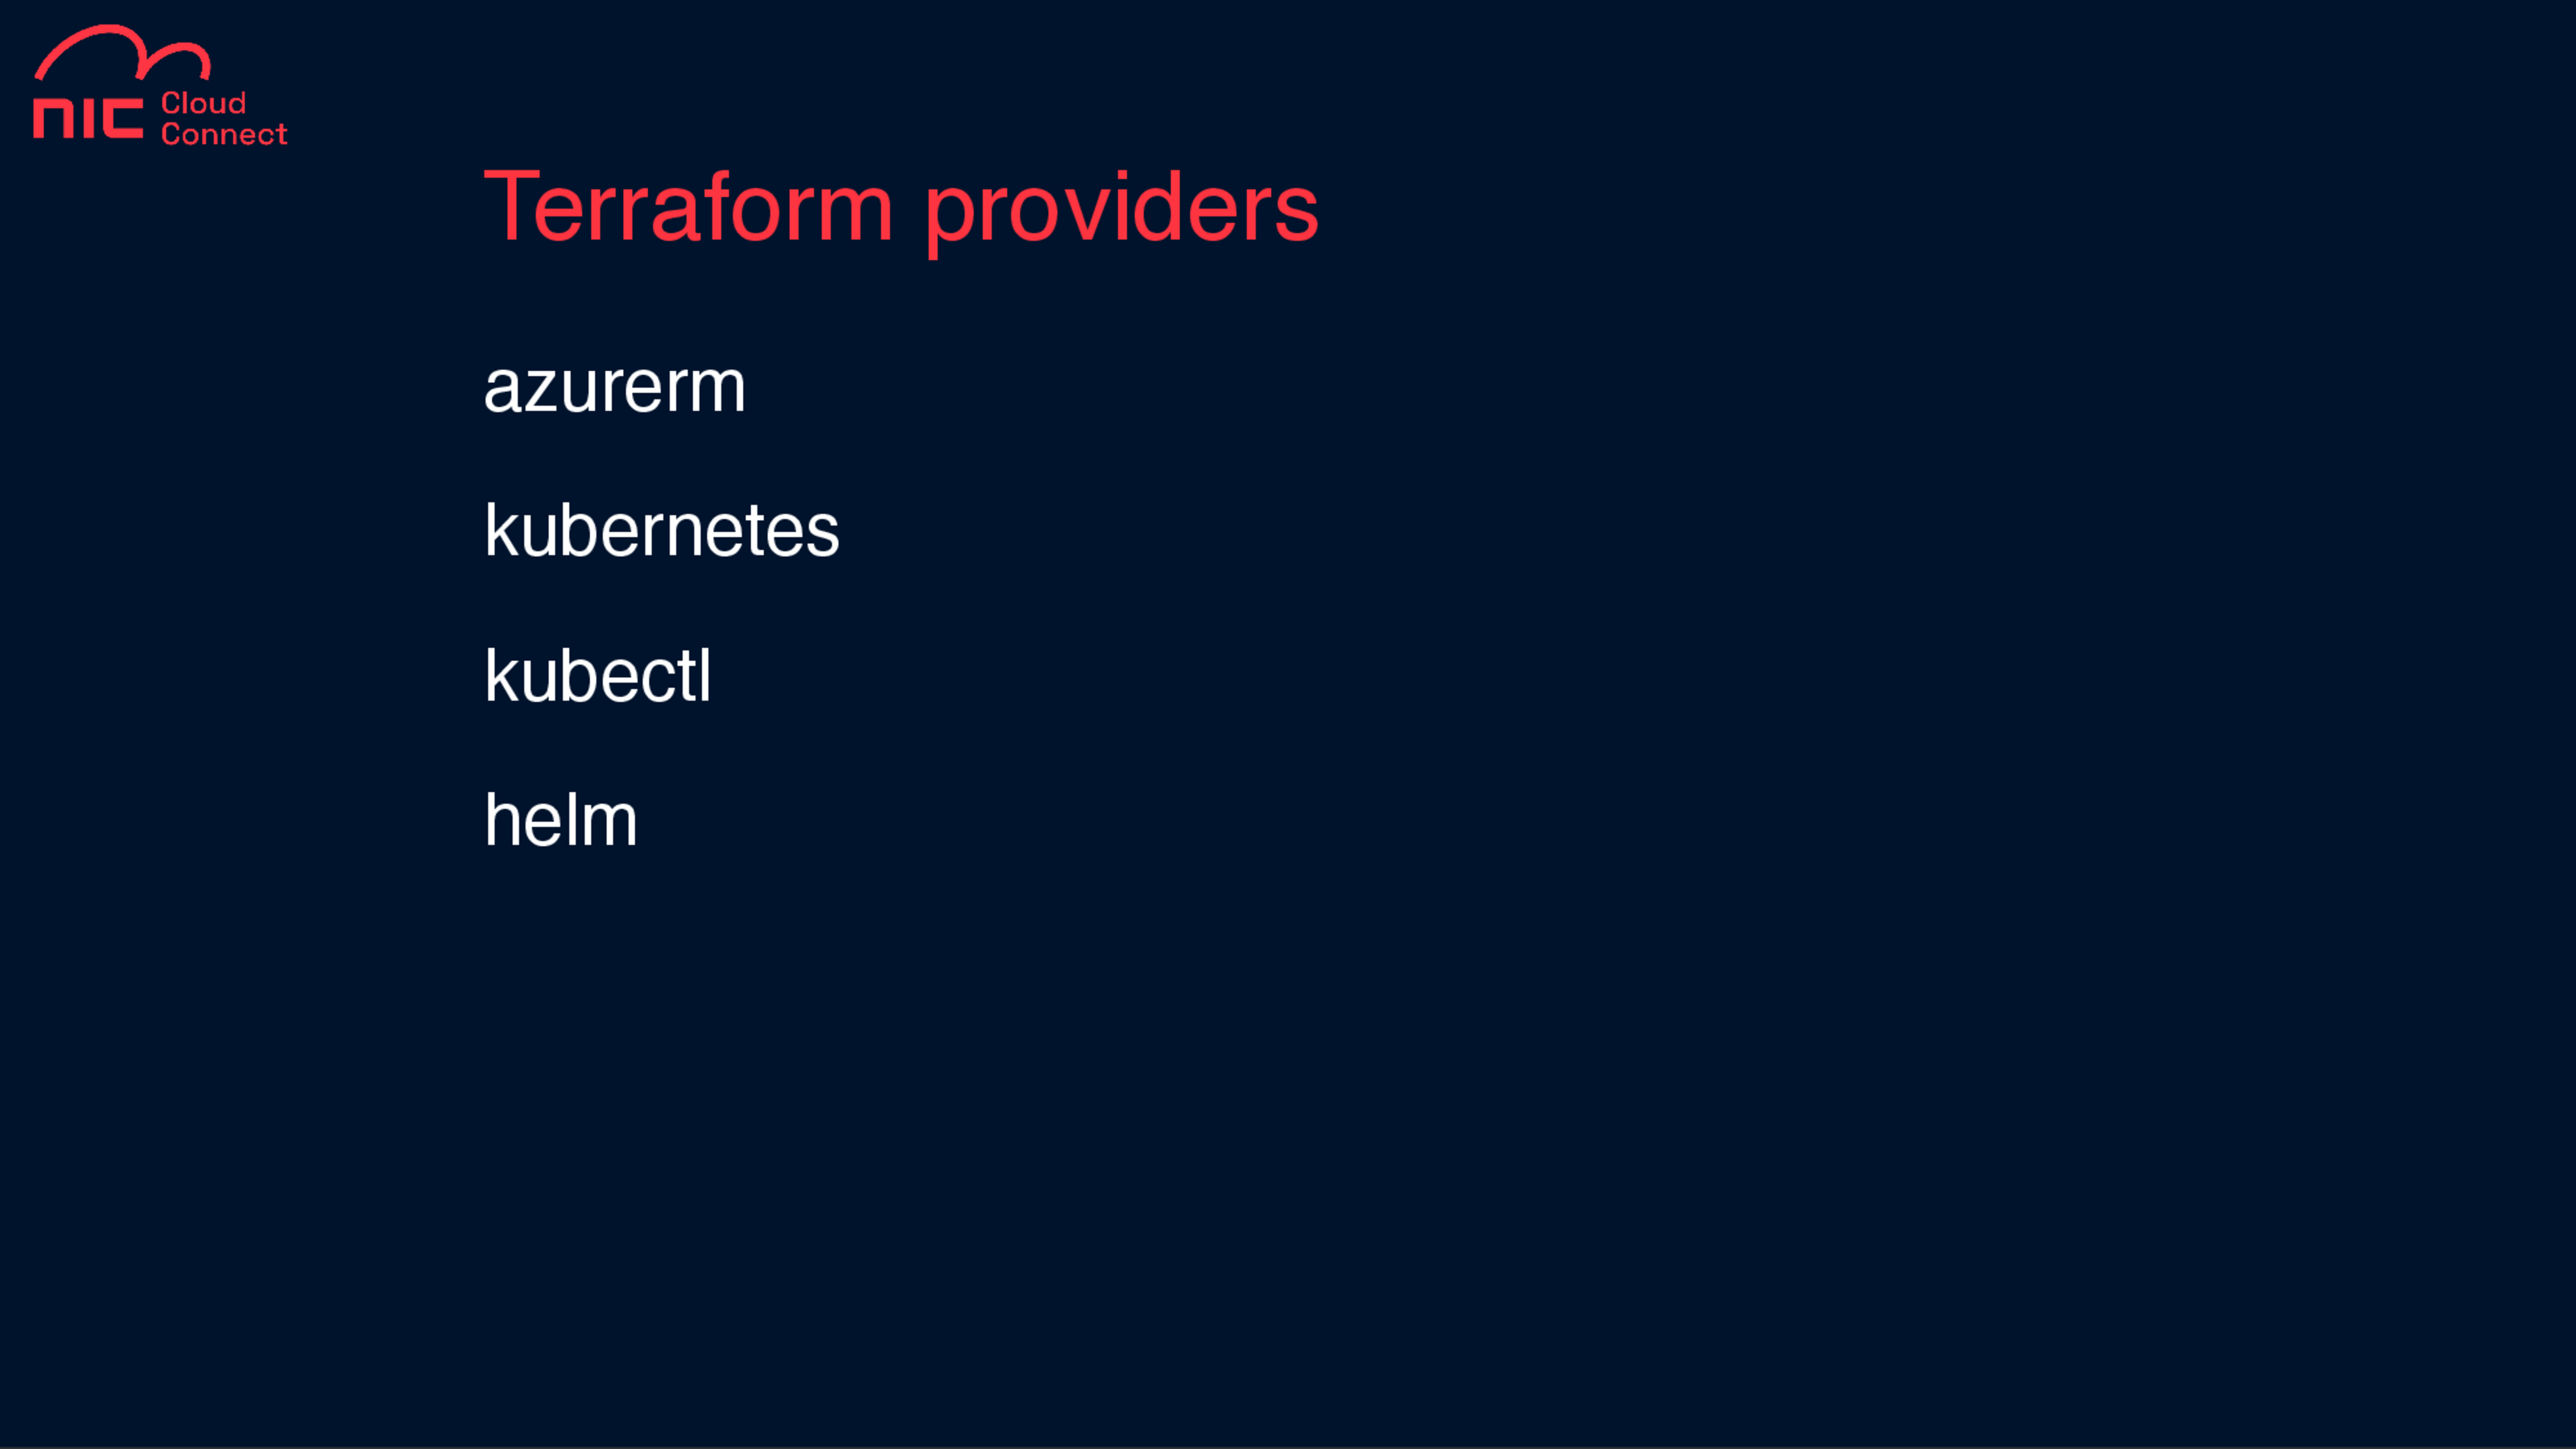 nic Cloud
Connect
Terraform providers
azurerm
kubernetes
kubectl
helm